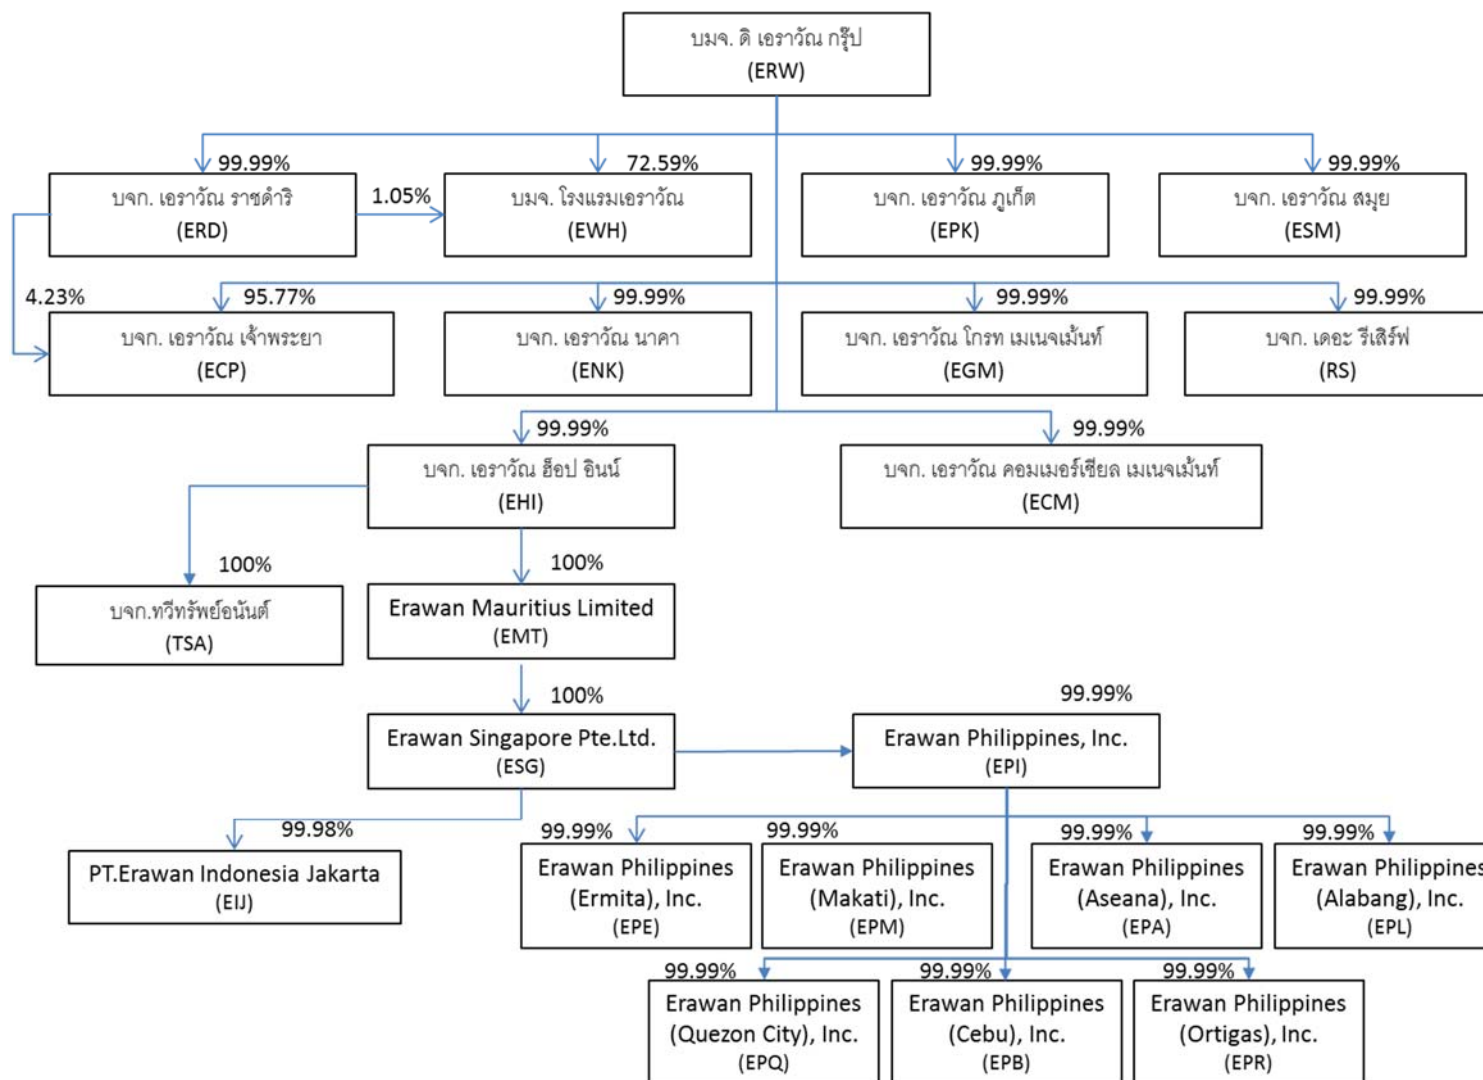 บมจ. ดิ เอราวัณ กรุ๊ป
(ERW)
99.99%
72.59%
99.99%
99.99%
บจก. เอราวัณ ราชดำริ
(ERD)
1.05%
บมจ. โรงแรมเอราวัณ
(EWH)
บจก. เอราวัณ ภูเก็ต
(EPK)
บจก. เอราวัณ สมุย
(ESM)
4.23%
95.77%
99.99%
99.99%
99.99%
บจก. เอราวัณ เจ้าพระยา
(ECP)
บจก. เอราวัณ นาคา
(ENK)
บจก. เอราวัณ โกรท เมเนจเม้นท์
(EGM)
บจก. เดอะ รีเสิร์ฟ
(RS)
99.99%
99.99%
บจก. เอราวัณ ฮ็อป อินน์
(EHI)
บจก. เอราวัณ คอมเมอร์เชียล เมเนจเม้นท์
(ECM)
100%
100%
บจก.ทวีทรัพย์อนันต์
(TSA)
Erawan Mauritius Limited
(EMT)
100%
99.99%
Erawan Singapore Pte.Ltd.
(ESG)
Erawan Philippines, Inc.
(EPI)
99.98%
99.99%
99.99%
99.99%
99.99%
PT.Erawan Indonesia Jakarta
(EIJ)
Erawan Philippines
(Ermita), Inc.
(EPE)
Erawan Philippines
(Makati), Inc.
(EPM)
Erawan Philippines
(Aseana), Inc.
(EPA)
Erawan Philippines
(Alabang), Inc.
(EPL)
99.99%
99.99%
99.99%
Erawan Philippines
(Quezon City), Inc.
(EPQ)
Erawan Philippines
(Cebu), Inc.
(EPB)
Erawan Philippines
(Ortigas), Inc.
(EPR)